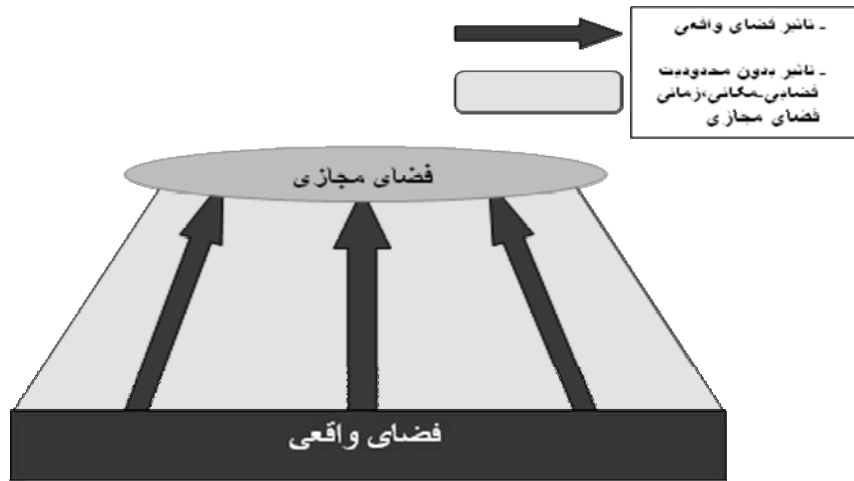 - تاثیر فضای واقعی
- تاثیر بدون محدودیت
فضایی-مکانی،زمانی
فضای مجازی
فضای مجازی
فضای واقعی